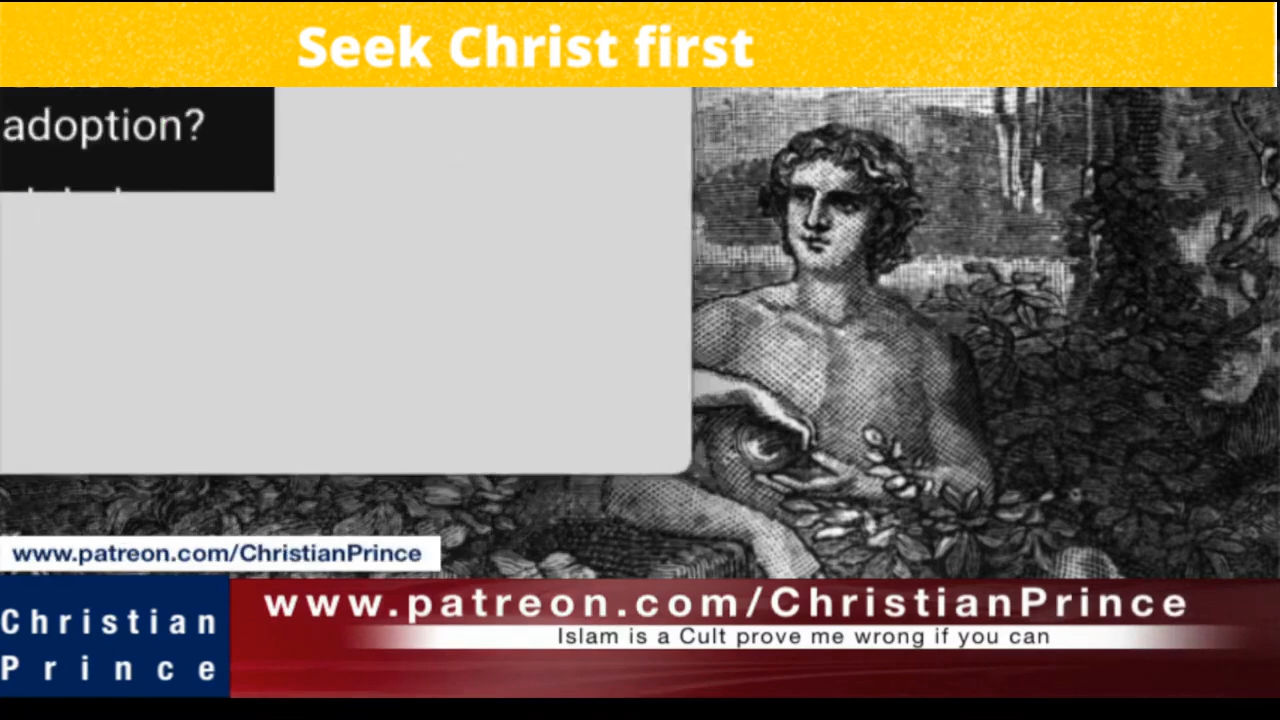 Seek Christ first
adoption?
www.patreon.com/ChristianPrince
Christian
Prince
www.patreon.com/ChristianPrince
Islam is a Cult prove me wrong if you can